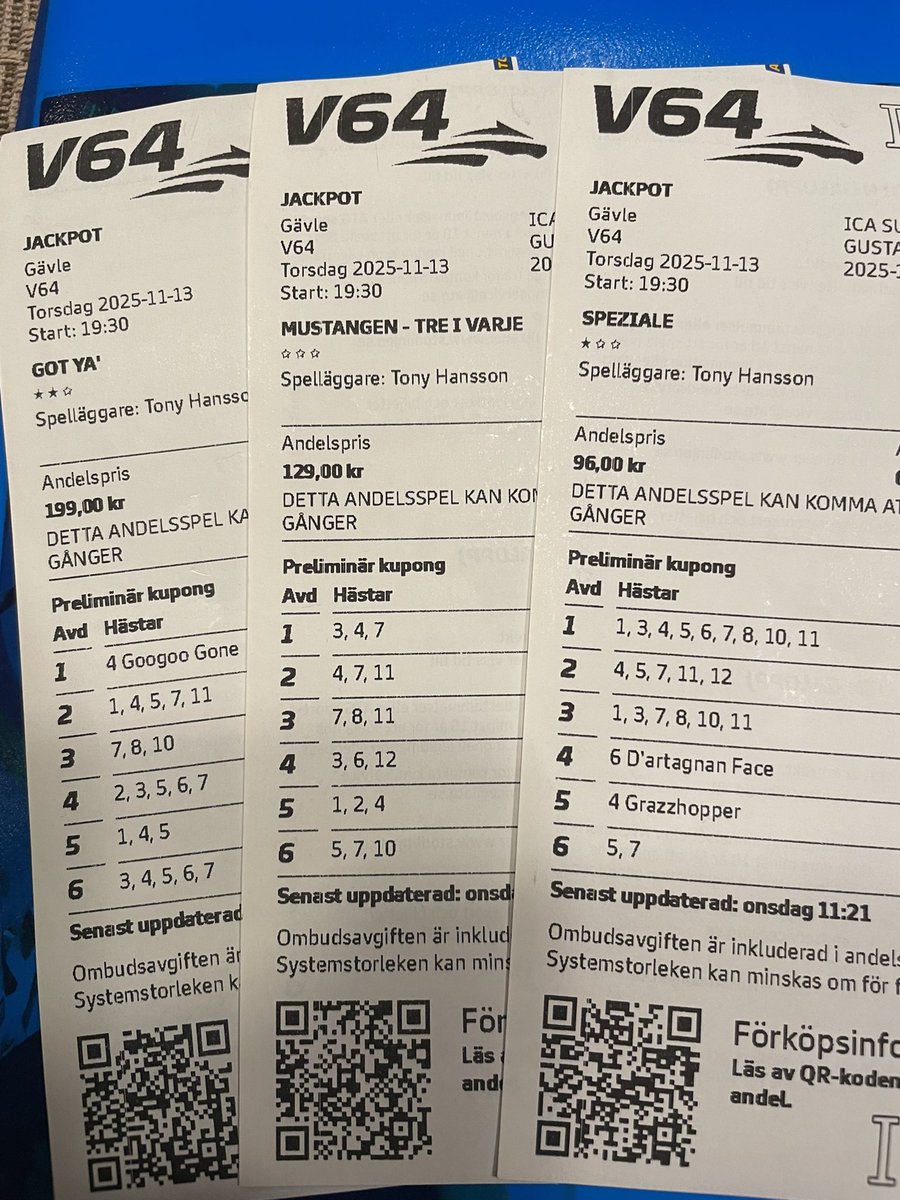 V64
JACKPOT
Gävle
V64
Torsdag 2025-11-13
Start: 19:30
GOT YA'
★★☆
Spelläggare: Tony Hansso
Andelspris
199,00 kr
DETTA ANDELSSPEL KA
GÅNGER
Preliminär kupong
Avd Hästar
1 4 Googoo Gone
2 1, 4, 5, 7, 11
3 7, 8, 10
4 2, 3, 5, 6, 7
5 1, 4, 5
6 3, 4, 5, 6, 7
Senast uppdaterad
Ombudsavgiften är
Systemstorleken k
V64
JACKPOT
Gävle ICA
V64 GU
Torsdag 2025-11-13 20
Start: 19:30
MUSTANGEN - TRE I VARJE
☆☆☆
Spelläggare: Tony Hansson
Andelspris
129,00 kr
DETTA ANDELSSPEL KAN KO
GÅNGER
Preliminär kupong
Avd Hästar
1 3, 4, 7
2 4, 7, 11
3 7, 8, 11
4 3, 6, 12
5 1, 2, 4
6 5, 7, 10
Senast uppdaterad: onsd
Ombudsavgiften är inklud
Systemstorleken kan mins
För
Läs
ande
V64
JACKPOT
Gävle ICA SU
V64 GUSTA
Torsdag 2025-11-13 2025-1
Start: 19:30
SPEZIALE
★☆☆
Spelläggare: Tony Hansson
Andelspris
96,00 kr
DETTA ANDELSSPEL KAN KOMMA AT
GÅNGER
Preliminär kupong
Avd Hästar
1 1, 3, 4, 5, 6, 7, 8, 10, 11
2 4, 5, 7, 11, 12
3 1, 3, 7, 8, 10, 11
4 6 D'artagnan Face
5 4 Grazzhopper
6 5, 7
Senast uppdaterad: onsdag 11:21
Ombudsavgiften är inkluderad i andels
Systemstorleken kan minskas om för f
Förköpsinfo
Läs av QR-koden
andel.